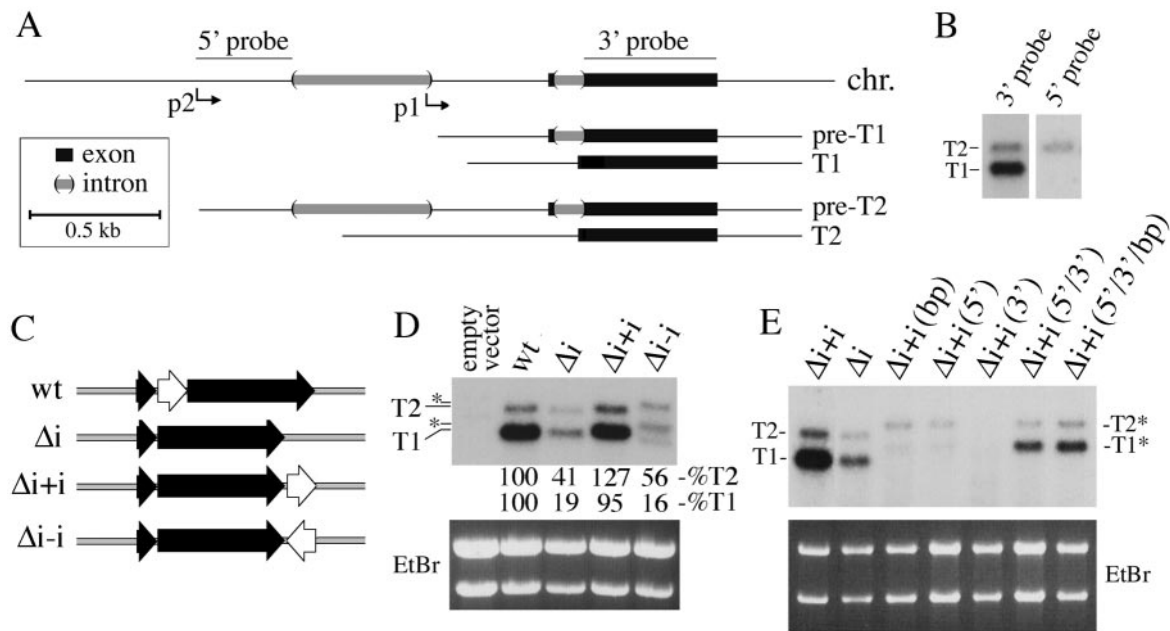 A
5’ probe
3’ probe
chr.
p2
p1
exon
intron
0.5 kb
pre-T1
T1
pre-T2
T2
B
3’ probe
5’ probe
T2
T1
C
wt
Δi
Δi+i
Δi-i
D
empty vector
wt
Δi
Δi+i
Δi-i
*
T2
*
T1
100 41 127 56 -%T2
100 19 95 16 -%T1
EtBr
E
Δi+i
Δi
Δi+i (bp)
Δi+i (5’)
Δi+i (3’)
Δi+i (5’/3’)
Δi+i (5’/3’/bp)
T2-
T1-
-T2*
-T1*
EtBr